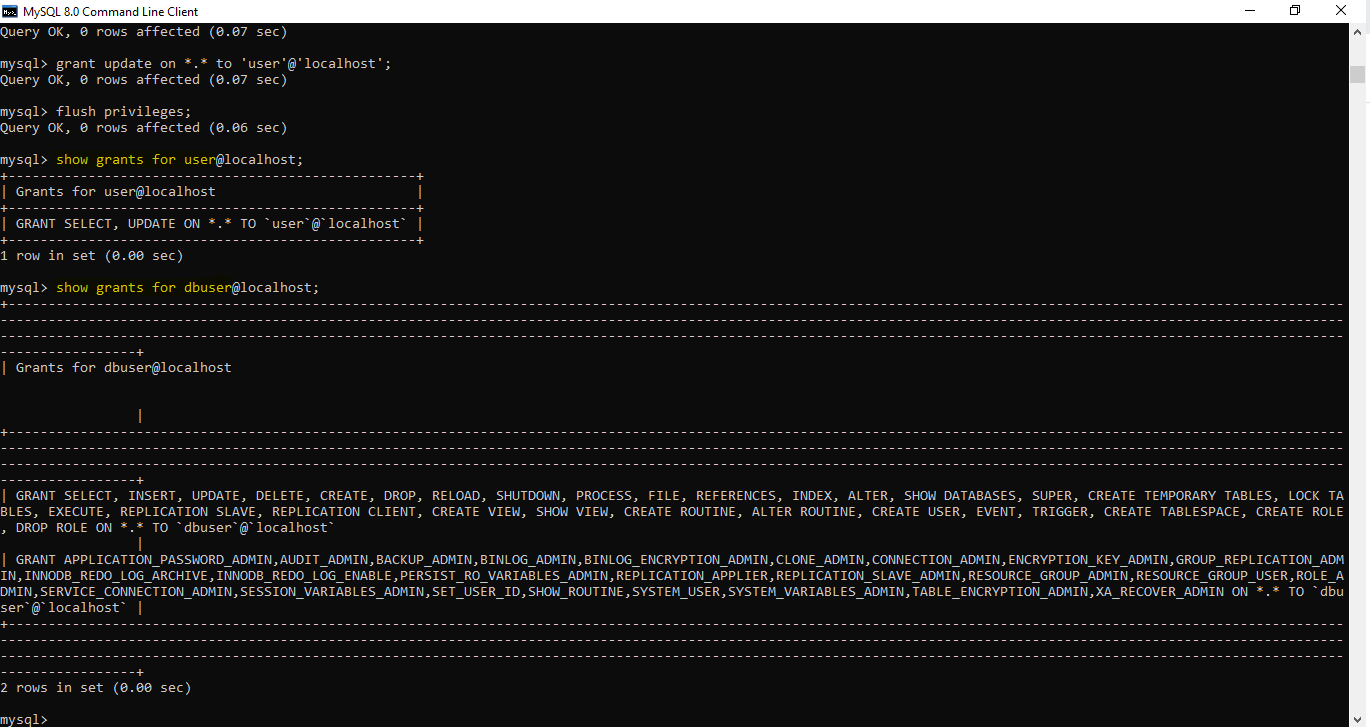 MySQL 8.0 Command Line Client
Query OK, 0 rows affected (0.07 sec)
mysql> grant update on *.* to 'user'@'localhost';
Query OK, 0 rows affected (0.07 sec)
mysql> flush privileges;
Query OK, 0 rows affected (0.06 sec)
mysql> show grants for user@localhost;
+---------------------------------------------------+
| Grants for user@localhost                         |
+---------------------------------------------------+
| GRANT SELECT, UPDATE ON *.* TO `user`@`localhost` |
+---------------------------------------------------+
1 row in set (0.00 sec)
mysql> show grants for dbuser@localhost;
| Grants for dbuser@localhost
|
| GRANT SELECT, INSERT, UPDATE, DELETE, CREATE, DROP, RELOAD, SHUTDOWN, PROCESS, FILE, REFERENCES, INDEX, ALTER, SHOW DATABASES, SUPER, CREATE TEMPORARY TABLES, LOCK TA
BLES, EXECUTE, REPLICATION SLAVE, REPLICATION CLIENT, CREATE VIEW, SHOW VIEW, CREATE ROUTINE, ALTER ROUTINE, CREATE USER, EVENT, TRIGGER, CREATE TABLESPACE, CREATE ROLE
, DROP ROLE ON *.* TO `dbuser`@`localhost`
|
| GRANT APPLICATION_PASSWORD_ADMIN,AUDIT_ADMIN,BACKUP_ADMIN,BINLOG_ADMIN,BINLOG_ENCRYPTION_ADMIN,CLONE_ADMIN,CONNECTION_ADMIN,ENCRYPTION_KEY_ADMIN,GROUP_REPLICATION_ADM
IN,INNODB_REDO_LOG_ARCHIVE,INNODB_REDO_LOG_ENABLE,PERSIST_RO_VARIABLES_ADMIN,REPLICATION_APPLIER,REPLICATION_SLAVE_ADMIN,RESOURCE_GROUP_ADMIN,RESOURCE_GROUP_USER,ROLE_A
DMIN,SERVICE_CONNECTION_ADMIN,SESSION_VARIABLES_ADMIN,SET_USER_ID,SHOW_ROUTINE,SYSTEM_USER,SYSTEM_VARIABLES_ADMIN,TABLE_ENCRYPTION_ADMIN,XA_RECOVER_ADMIN ON *.* TO `dbu
ser`@`localhost` |
2 rows in set (0.00 sec)
mysql>